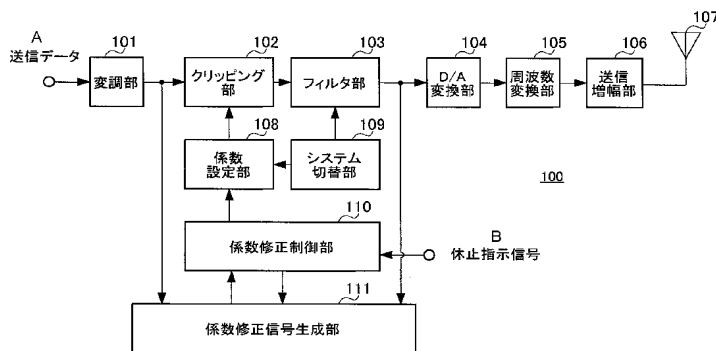 A
送信データ
101
変調部
102
クリッピング
部
103
フィルタ部
104
D/A
変換部
105
周波数
変換部
106
送信
増幅部
107
108
係数
設定部
109
システム
切替部
100
110
係数修正制御部
B
休止指示信号
111
係数修正信号生成部